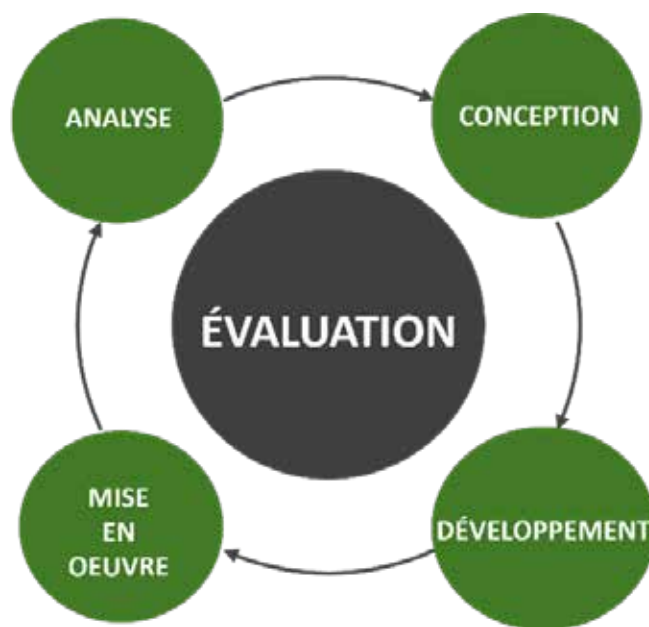 ANALYSE
CONCEPTION
ÉVALUATION
MISE
EN
OEUVRE
DÉVELOPPEMENT